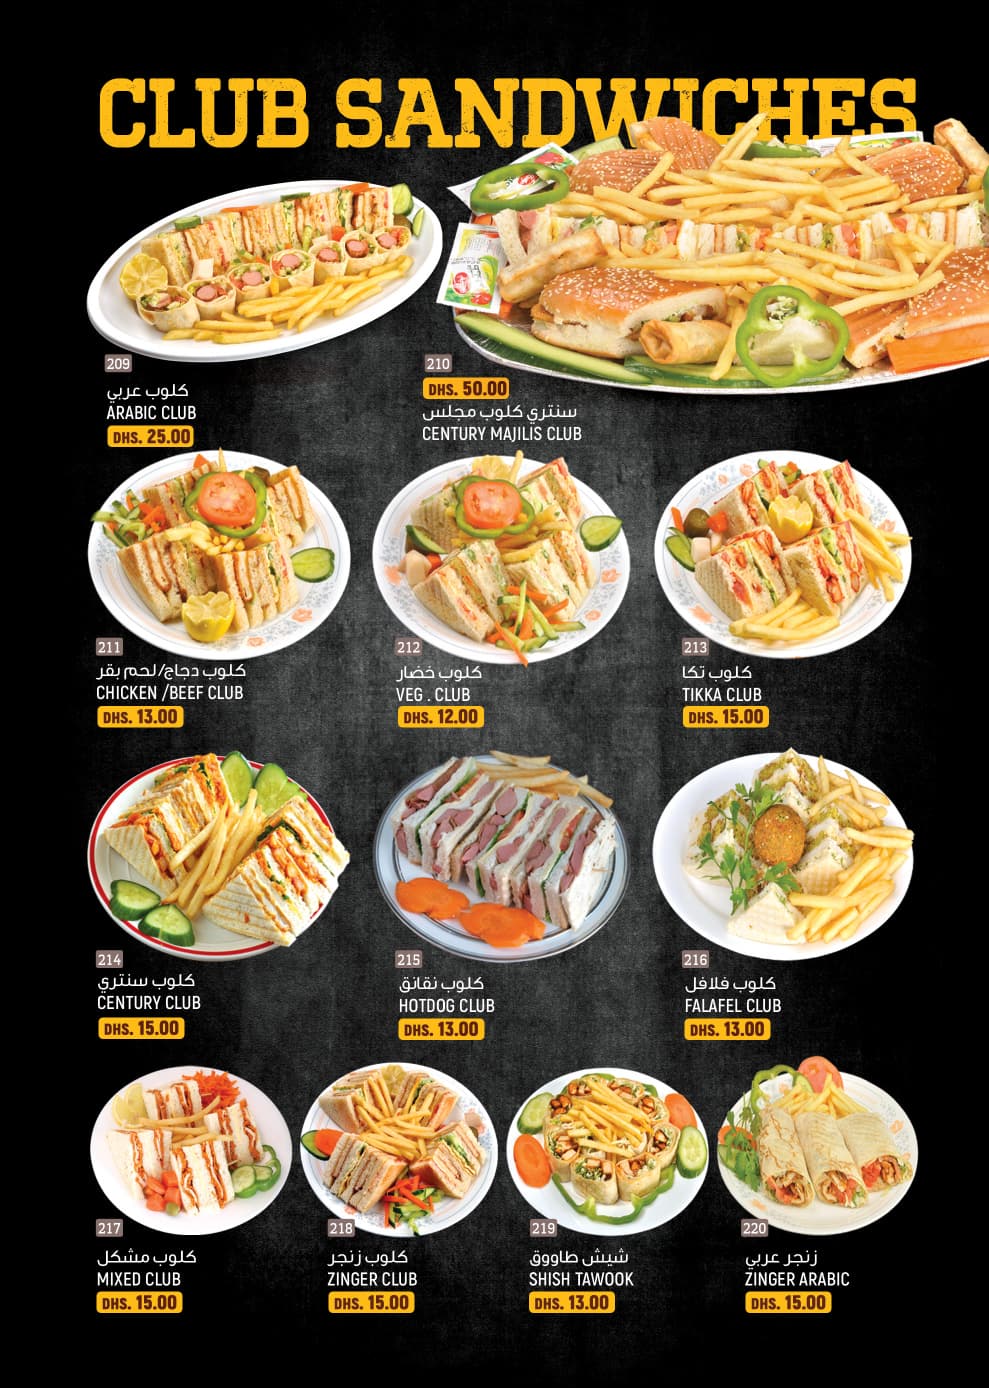 CLUB SANDWICHES
209
كلوب عربي
ARABIC CLUB
DHS. 25.00
210
DHS. 50.00
سنتري كلوب مجلس
CENTURY MAJILIS CLUB
211
كلوب دجاج/لحم بقر
CHICKEN /BEEF CLUB
DHS. 13.00
212
كلوب خضار
VEG . CLUB
DHS. 12.00
213
كلوب تكا
TIKKA CLUB
DHS. 15.00
214
كلوب سنتري
CENTURY CLUB
DHS. 15.00
215
كلوب نقانق
HOTDOG CLUB
DHS. 13.00
216
كلوب فلافل
FALAFEL CLUB
DHS. 13.00
217
كلوب مشكل
MIXED CLUB
DHS. 15.00
218
كلوب زنجر
ZINGER CLUB
DHS. 15.00
219
شيش طاووق
SHISH TAWOOK
DHS. 13.00
220
زنجر عربي
ZINGER ARABIC
DHS. 15.00